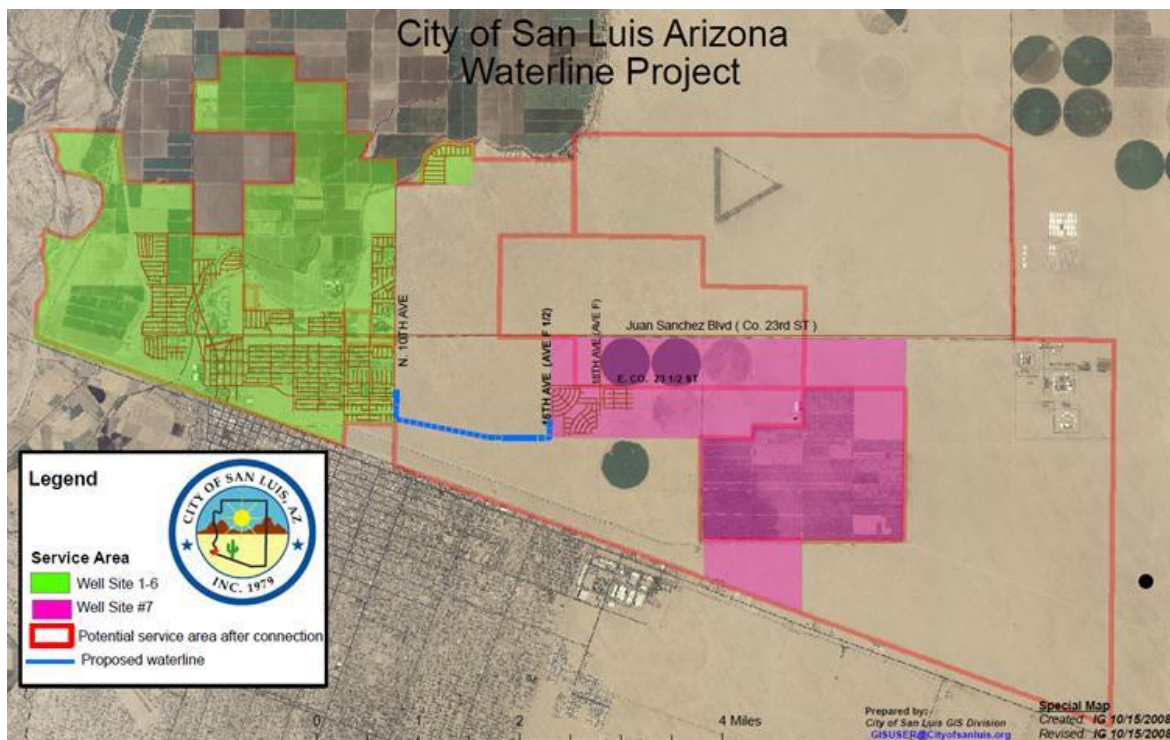 City of San Luis Arizona
Waterline Project
N. 10TH AVE
Juan Sanchez Blvd ( Co. 23rd ST )
15TH AVE (AVE F 1/2)
18TH AVE (AVE F)
E. CO. 23 1/2 ST
Legend
CITY OF SAN LUIS, AZ
INC. 1979
Service Area
Well Site 1-6
Well Site #7
Potential service area after connection
Proposed waterline
0 2 4 Miles
Prepared by:
City of San Luis GIS Division
GISUSER@Cityofsanluis.org
Special Map
Created: IG 10/15/2008
Revised: IG 10/15/2008